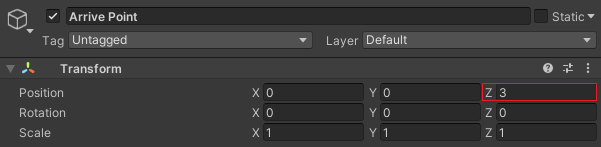 Arrive Point Static
Tag Untagged Layer Default
Transform
Position X 0 Y 0 Z 3
Rotation X 0 Y 0 Z 0
Scale X 1 Y 1 Z 1